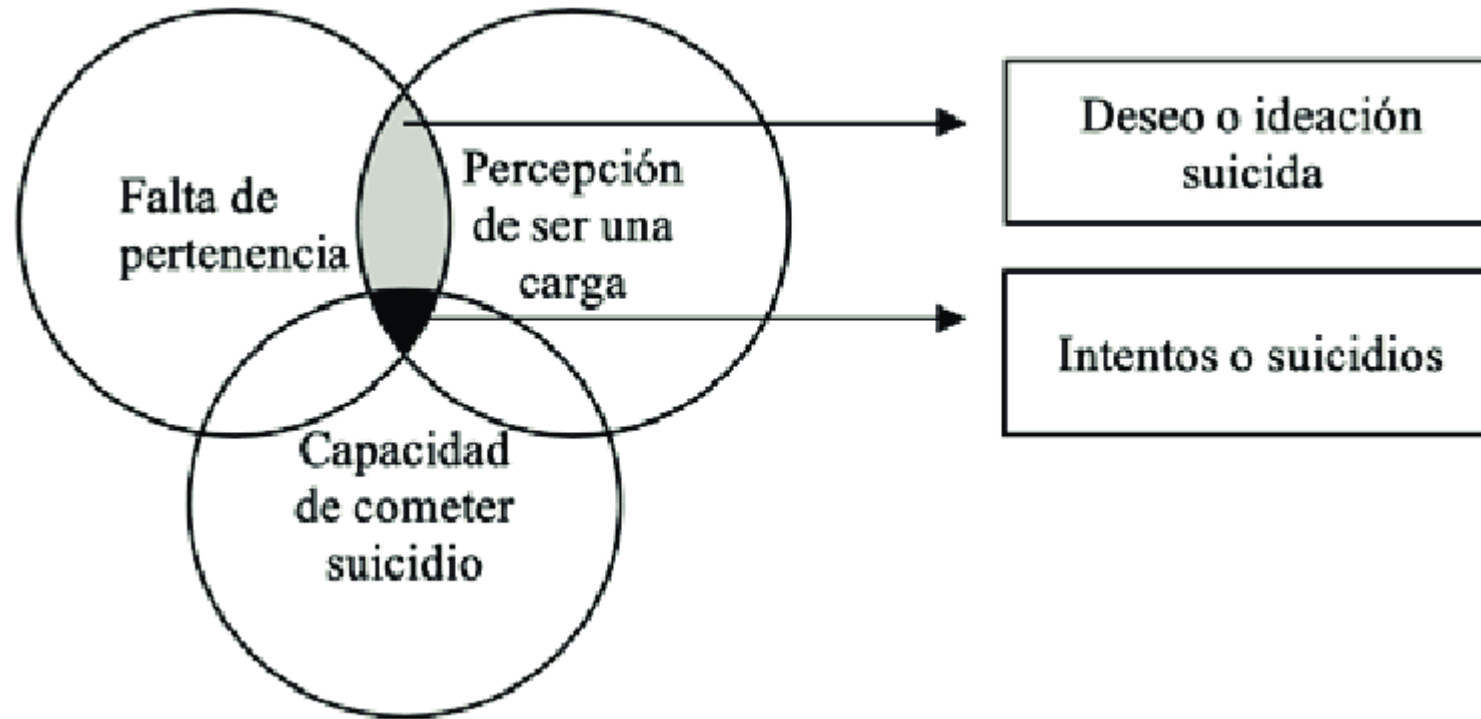 Falta de
pertenencia
Percepción
de ser una
carga
Capacidad
de cometer
suicidio
Deseo o ideación
suicida
Intentos o suicidios